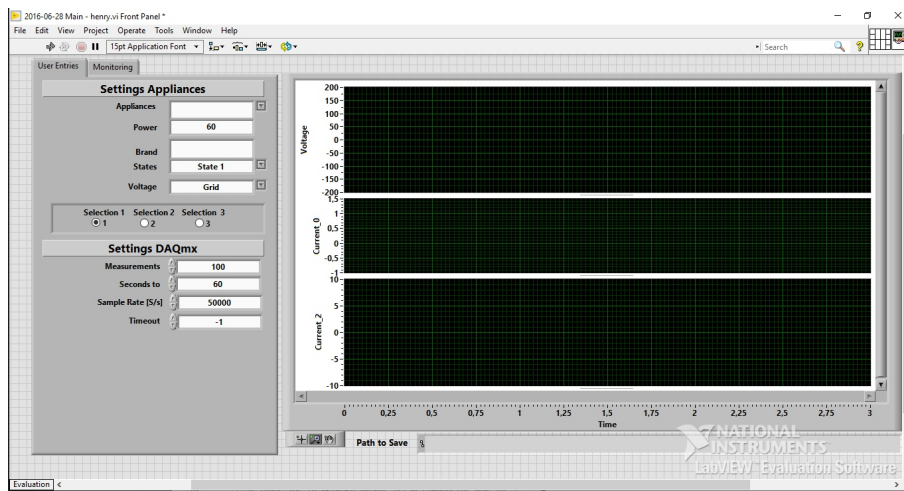 2016-06-28 Main - henry.vi Front Panel *
File Edit View Project Operate Tools Window Help
15pt Application Font
Search
User Entries Monitoring
Settings Appliances
Appliances
Power 60
Brand
States State 1
Voltage Grid
Selection 1 Selection 2 Selection 3
1 2 3
Settings DAQmx
Measurements 100
Seconds to 60
Sample Rate [S/s] 50000
Timeout -1
Voltage
200
150
100
50
0
-50
-100
-150
-200
Current_0
1,5
1
0,5
0
-0,5
-1
Current_2
10
5
0
-5
-10
0 0,25 0,5 0,75 1 1,25 1,5 1,75 2 2,25 2,5 2,75 3
Time
Path to Save
NATIONAL
INSTRUMENTS
LabVIEW™ Evaluation Software
Evaluation